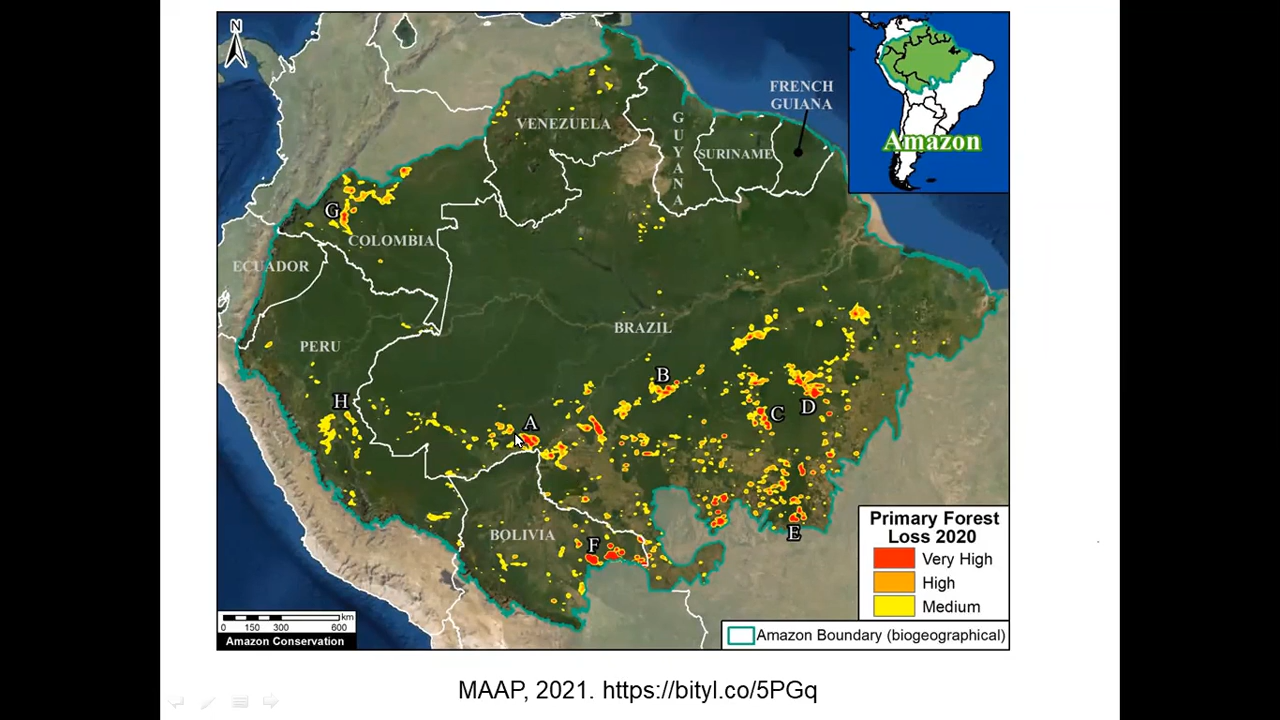 N
FRENCH
GUIANA
VENEZUELA
GUYANA
SURINAME
Amazon
G
COLOMBIA
ECUADOR
BRAZIL
PERU
B
H
C
D
A
BOLIVIA
F
E
Primary Forest
Loss 2020
Very High
High
Medium
km
0 150 300 600
Amazon Conservation
Amazon Boundary (biogeographical)
MAAP, 2021. https://bityl.co/5PGq